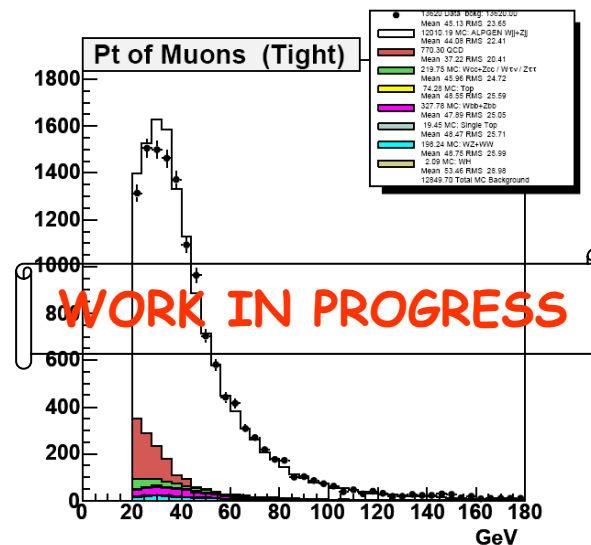 13620 Data bckg: 13620.00
Mean 45.13 RMS 23.65
12010.19 MC: ALPGEN Wjj+Zjj
Mean 44.08 RMS 22.41
770.30 QCD
Mean 37.22 RMS 20.41
219.75 MC: Wcc+Zcc / Wτν / Zττ
Mean 45.96 RMS 24.72
74.28 MC: Top
Mean 48.55 RMS 25.59
327.78 MC: Wbb+Zbb
Mean 47.89 RMS 25.05
19.45 MC: Single Top
Mean 48.47 RMS 25.71
198.24 MC: WZ+WW
Mean 48.75 RMS 25.99
2.09 MC: WH
Mean 53.46 RMS 28.98
12849.70 Total MC Background
Pt of Muons (Tight)
1800
1600
1400
1200
1000
WORK IN PROGRESS
600
400
200
0
0 20 40 60 80 100 120 140 160 180
GeV